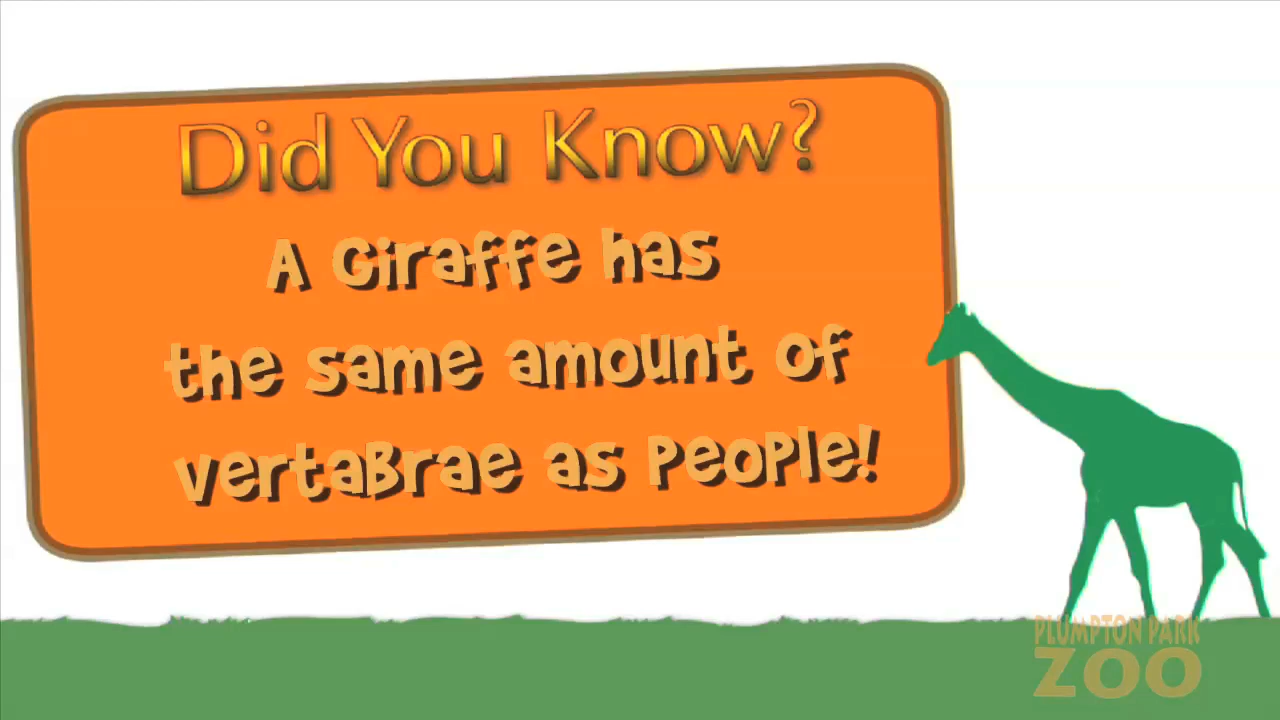 Did You Know?
A Giraffe has
the same amount of
vertabrae as people!
PLUMPTON PARK
ZOO